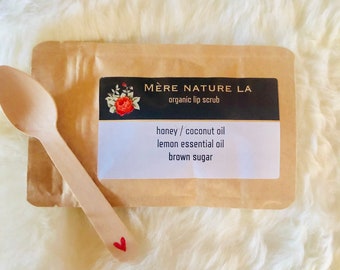 MÈRE NATURE LA
organic lip scrub
honey / coconut oil
lemon essential oil
brown sugar